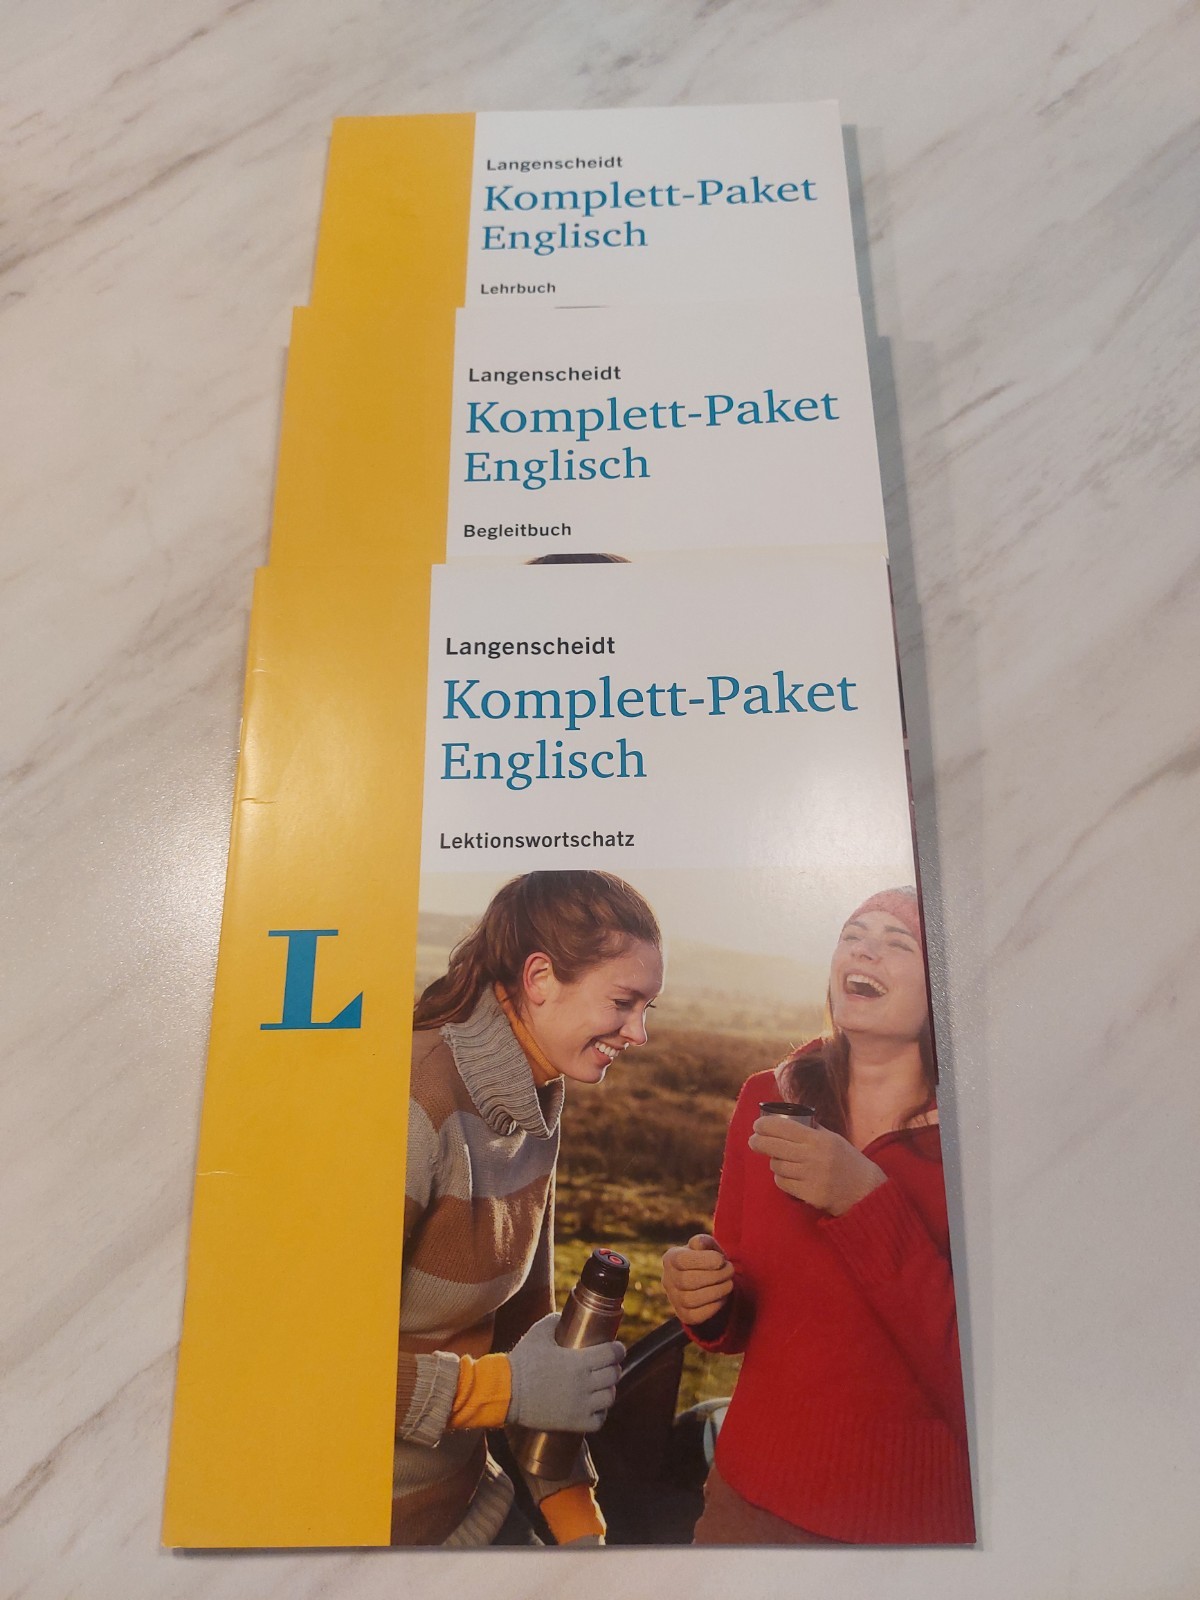 Langenscheidt
Komplett-Paket
Englisch
Lehrbuch
Langenscheidt
Komplett-Paket
Englisch
Begleitbuch
Langenscheidt
Komplett-Paket
Englisch
Lektionswortschatz
L